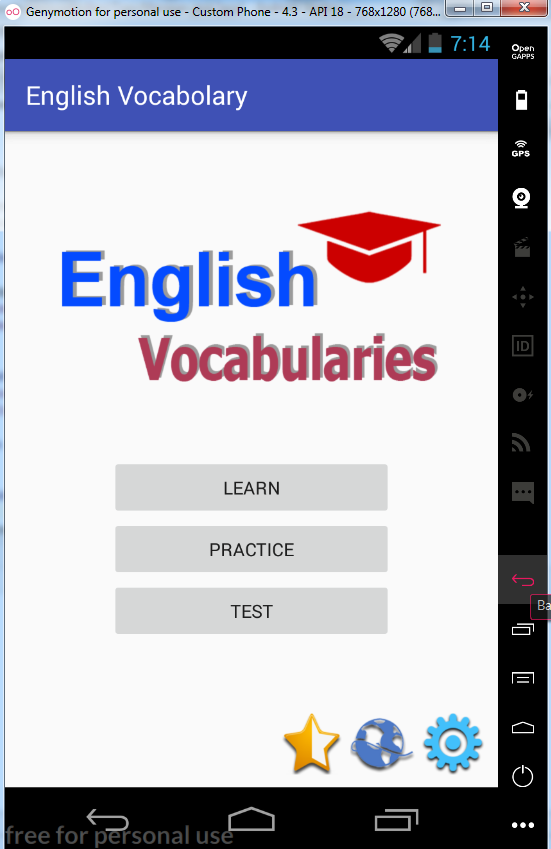 Genymotion for personal use - Custom Phone - 4.3 - API 18 - 768x1280 (768...
7:14
Open
GAPPS
English Vocabolary
GPS
English
Vocabularies
ID
LEARN
PRACTICE
TEST
Ba
free for personal use